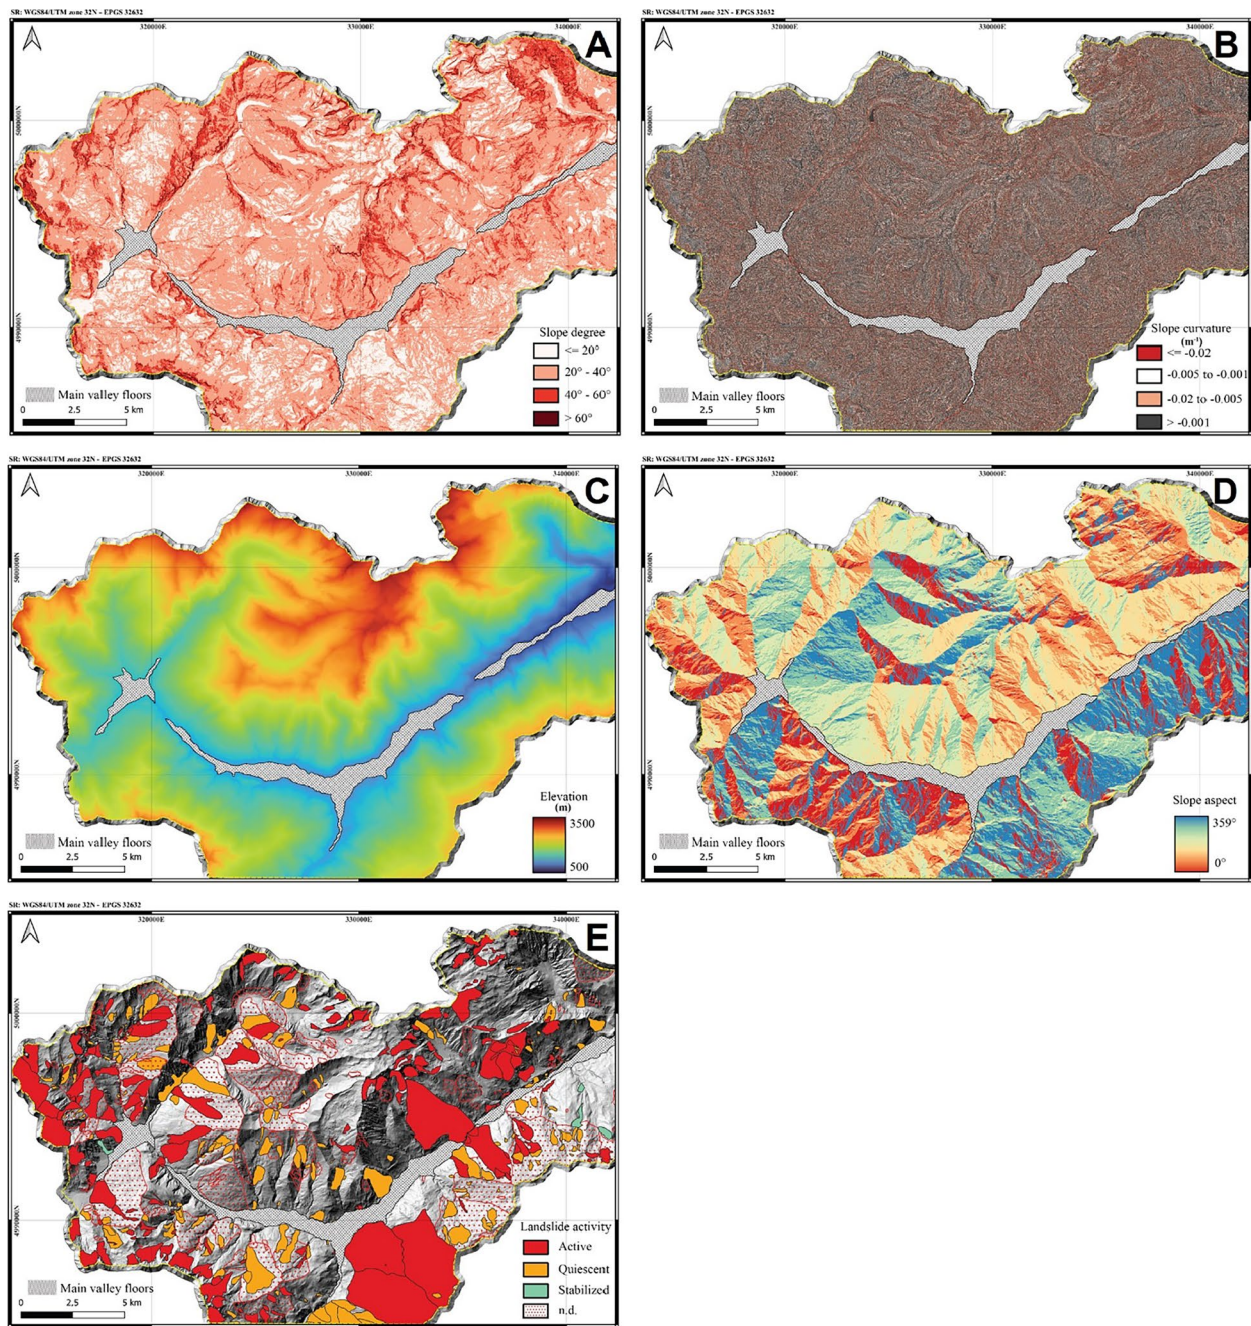 SR: WGS84/UTM zone 32N – EPGS 32632
320000E 330000E 340000E
A
5000000N
4990000N
Slope degree
<= 20°
20° - 40°
40° - 60°
> 60°
Main valley floors
0 2.5 5 km
SR: WGS84/UTM zone 32N – EPGS 32632
320000E 330000E 340000E
B
5000000N
4990000N
Slope curvature
(m-1)
<= -0.02
-0.005 to -0.001
-0.02 to -0.005
> -0.001
Main valley floors
0 2.5 5 km
SR: WGS84/UTM zone 32N – EPGS 32632
320000E 330000E 340000E
C
5000000N
4990000N
Elevation
(m)
3500
500
Main valley floors
0 2.5 5 km
SR: WGS84/UTM zone 32N – EPGS 32632
320000E 330000E 340000E
D
5000000N
4990000N
Slope aspect
359°
0°
Main valley floors
0 2.5 5 km
SR: WGS84/UTM zone 32N – EPGS 32632
320000E 330000E 340000E
E
5000000N
4990000N
Landslide activity
Active
Quiescent
Stabilized
n.d.
Main valley floors
0 2.5 5 km